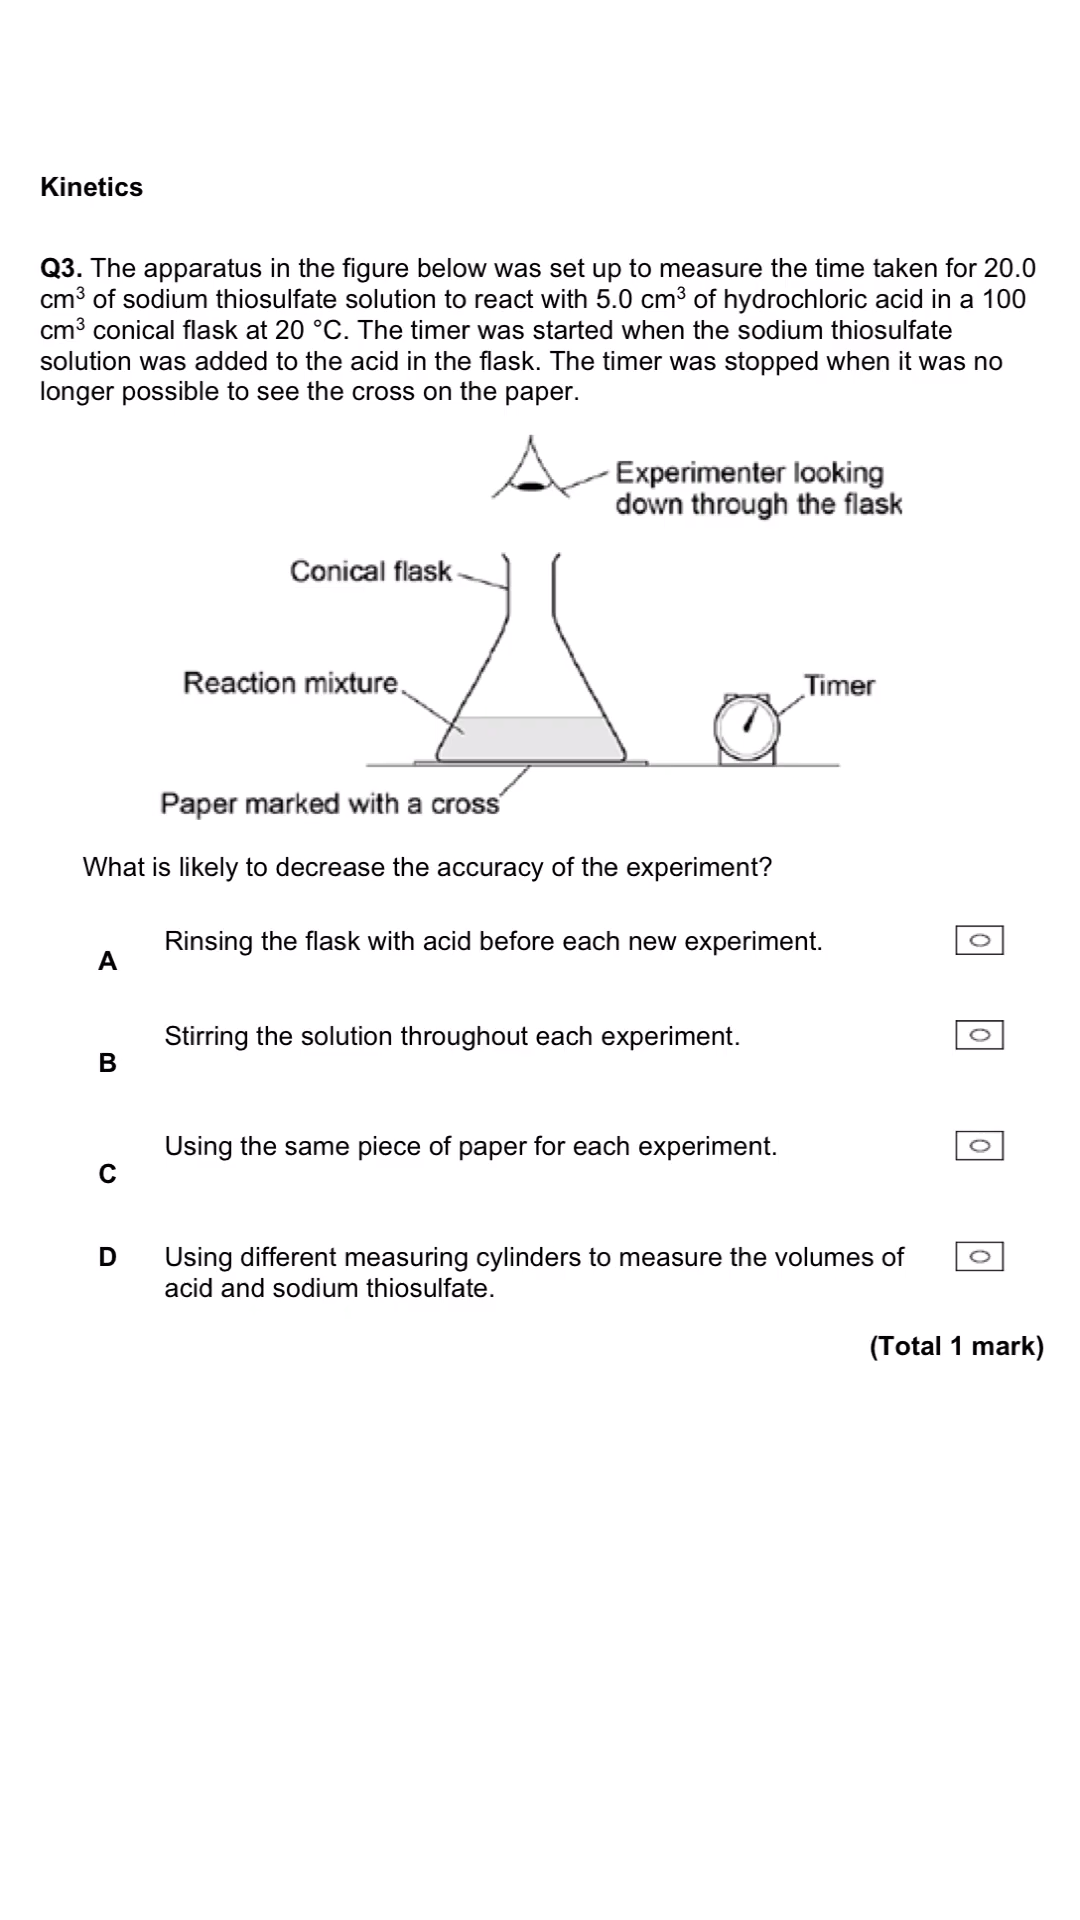 Kinetics
Q3. The apparatus in the figure below was set up to measure the time taken for 20.0
cm³ of sodium thiosulfate solution to react with 5.0 cm³ of hydrochloric acid in a 100
cm³ conical flask at 20 °C. The timer was started when the sodium thiosulfate
solution was added to the acid in the flask. The timer was stopped when it was no
longer possible to see the cross on the paper.
Experimenter looking
down through the flask
Conical flask
Reaction mixture
Timer
Paper marked with a cross
What is likely to decrease the accuracy of the experiment?
A Rinsing the flask with acid before each new experiment.
B Stirring the solution throughout each experiment.
C Using the same piece of paper for each experiment.
D Using different measuring cylinders to measure the volumes of
acid and sodium thiosulfate.
(Total 1 mark)